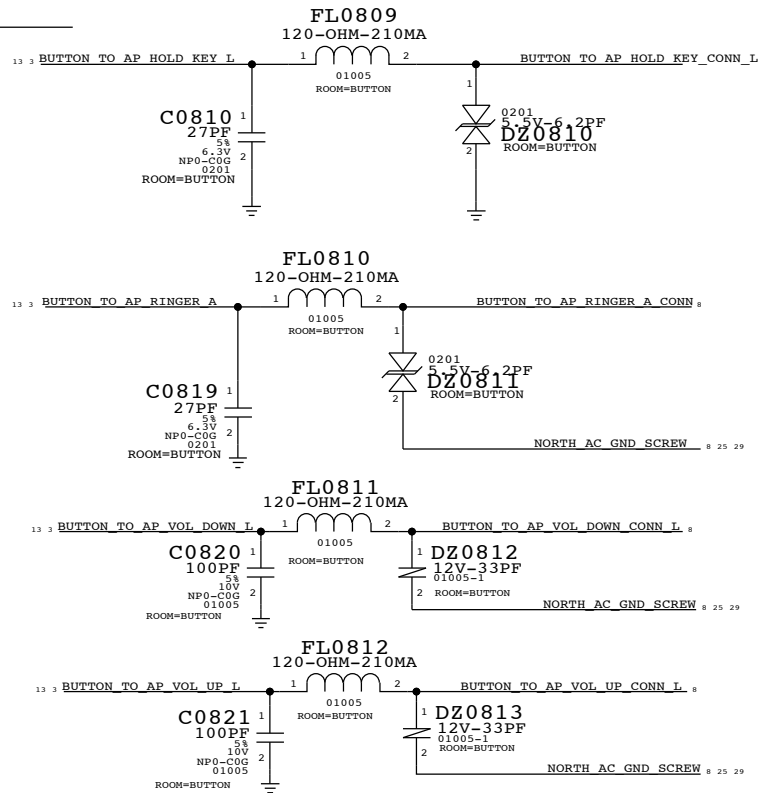 FL0809
120-OHM-210MA
13 3 BUTTON_TO_AP_HOLD_KEY_L
1 2
BUTTON_TO_AP_HOLD_KEY_CONN_L
01005
ROOM=BUTTON
C0810
27PF
5%
6.3V
NP0-C0G
0201
ROOM=BUTTON
1
2
1
2
0201
5.5V-6.2PF
DZ0810
ROOM=BUTTON
FL0810
120-OHM-210MA
13 3 BUTTON_TO_AP_RINGER_A
1 2
BUTTON_TO_AP_RINGER_A_CONN 8
01005
ROOM=BUTTON
C0819
27PF
5%
6.3V
NP0-C0G
0201
ROOM=BUTTON
1
2
1
2
0201
5.5V-6.2PF
DZ0811
ROOM=BUTTON
NORTH_AC_GND_SCREW 8 25 29
FL0811
120-OHM-210MA
13 3 BUTTON_TO_AP_VOL_DOWN_L
1 2
BUTTON_TO_AP_VOL_DOWN_CONN_L 8
01005
ROOM=BUTTON
C0820
100PF
5%
10V
NP0-C0G
01005
ROOM=BUTTON
1
2
1
2
DZ0812
12V-33PF
01005-1
ROOM=BUTTON
NORTH_AC_GND_SCREW 8 25 29
FL0812
120-OHM-210MA
13 3 BUTTON_TO_AP_VOL_UP_L
1 2
BUTTON_TO_AP_VOL_UP_CONN_L 8
01005
ROOM=BUTTON
C0821
100PF
5%
10V
NP0-C0G
01005
ROOM=BUTTON
1
2
1
2
DZ0813
12V-33PF
01005-1
ROOM=BUTTON
NORTH_AC_GND_SCREW 8 25 29